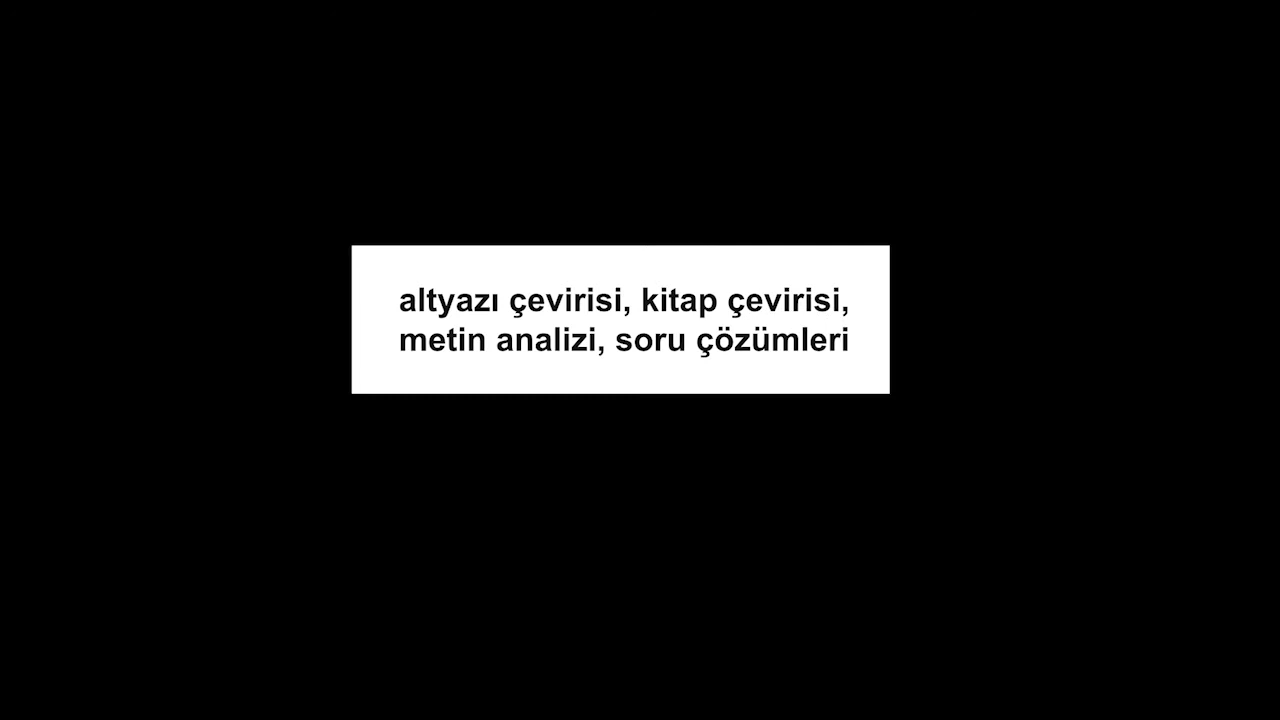 altyazı çevirisi, kitap çevirisi,
metin analizi, soru çözümleri